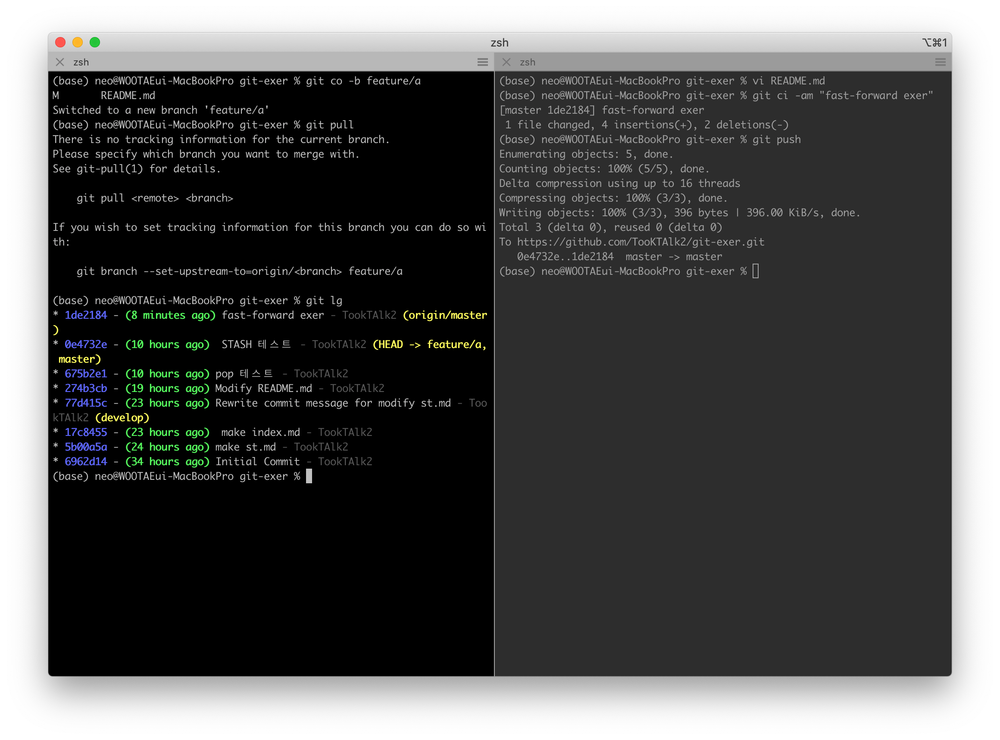 zsh
⌥⌘1
zsh
(base) neo@WOOTAEui-MacBookPro git-exer % git co -b feature/a
M       README.md
Switched to a new branch 'feature/a'
(base) neo@WOOTAEui-MacBookPro git-exer % git pull
There is no tracking information for the current branch.
Please specify which branch you want to merge with.
See git-pull(1) for details.
    git pull <remote> <branch>
If you wish to set tracking information for this branch you can do so wi
th:
    git branch --set-upstream-to=origin/<branch> feature/a
(base) neo@WOOTAEui-MacBookPro git-exer % git lg
* 1de2184 - (8 minutes ago) fast-forward exer - TookTAlk2 (origin/master
)
* 0e4732e - (10 hours ago)  STASH 테스트 - TookTAlk2 (HEAD -> feature/a,
 master)
* 675b2e1 - (10 hours ago) pop 테스트 - TookTAlk2
* 274b3cb - (19 hours ago) Modify README.md - TookTAlk2
* 77d415c - (23 hours ago) Rewrite commit message for modify st.md - Too
kTAlk2 (develop)
* 17c8455 - (23 hours ago)  make index.md - TookTAlk2
* 5b00a5a - (24 hours ago) make st.md - TookTAlk2
* 6962d14 - (34 hours ago) Initial Commit - TookTAlk2
(base) neo@WOOTAEui-MacBookPro git-exer %
zsh
(base) neo@WOOTAEui-MacBookPro git-exer % vi README.md
(base) neo@WOOTAEui-MacBookPro git-exer % git ci -am "fast-forward exer"
[master 1de2184] fast-forward exer
 1 file changed, 4 insertions(+), 2 deletions(-)
(base) neo@WOOTAEui-MacBookPro git-exer % git push
Enumerating objects: 5, done.
Counting objects: 100% (5/5), done.
Delta compression using up to 16 threads
Compressing objects: 100% (3/3), done.
Writing objects: 100% (3/3), 396 bytes | 396.00 KiB/s, done.
Total 3 (delta 0), reused 0 (delta 0)
To https://github.com/TooKTAlk2/git-exer.git
   0e4732e..1de2184  master -> master
(base) neo@WOOTAEui-MacBookPro git-exer %